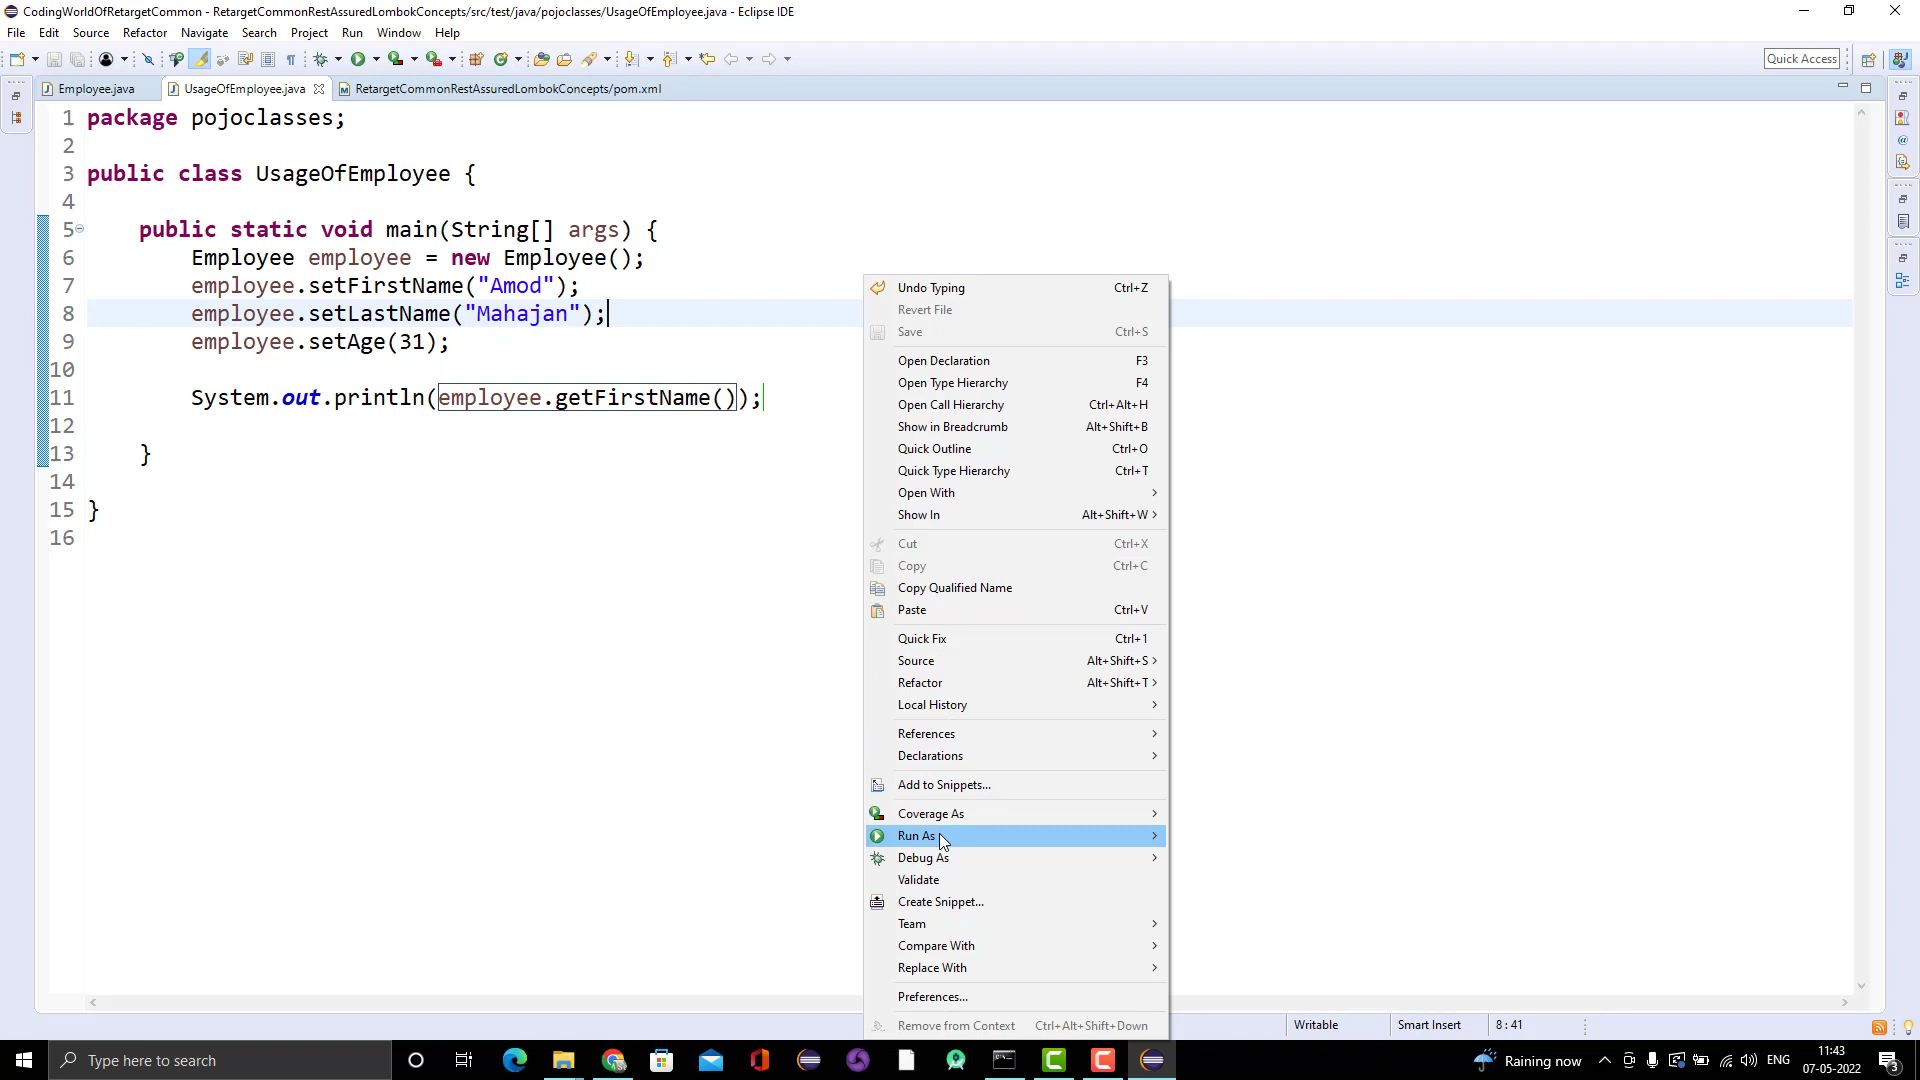 CodingWorldOfRetargetCommon - RetargetCommonRestAssuredLombokConcepts/src/test/java/pojoclasses/UsageOfEmployee.java - Eclipse IDE
File Edit Source Refactor Navigate Search Project Run Window Help
Quick Access
Employee.java UsageOfEmployee.java RetargetCommonRestAssuredLombokConcepts/pom.xml
1 package pojoclasses;
2
3 public class UsageOfEmployee {
4
5 public static void main(String[] args) {
6 Employee employee = new Employee();
7 employee.setFirstName("Amod");
8 employee.setLastName("Mahajan");
9 employee.setAge(31);
10
11 System.out.println(employee.getFirstName());
12
13 }
14
15 }
16
Undo Typing Ctrl+Z
Revert File
Save Ctrl+S
Open Declaration F3
Open Type Hierarchy F4
Open Call Hierarchy Ctrl+Alt+H
Show in Breadcrumb Alt+Shift+B
Quick Outline Ctrl+O
Quick Type Hierarchy Ctrl+T
Open With
Show In Alt+Shift+W
Cut Ctrl+X
Copy Ctrl+C
Copy Qualified Name
Paste Ctrl+V
Quick Fix Ctrl+1
Source Alt+Shift+S
Refactor Alt+Shift+T
Local History
References
Declarations
Add to Snippets...
Coverage As
Run As
Debug As
Validate
Create Snippet...
Team
Compare With
Replace With
Preferences...
Remove from Context Ctrl+Alt+Shift+Down
Writable Smart Insert 8 : 41
Type here to search
Raining now
ENG
11:43
07-05-2022
3